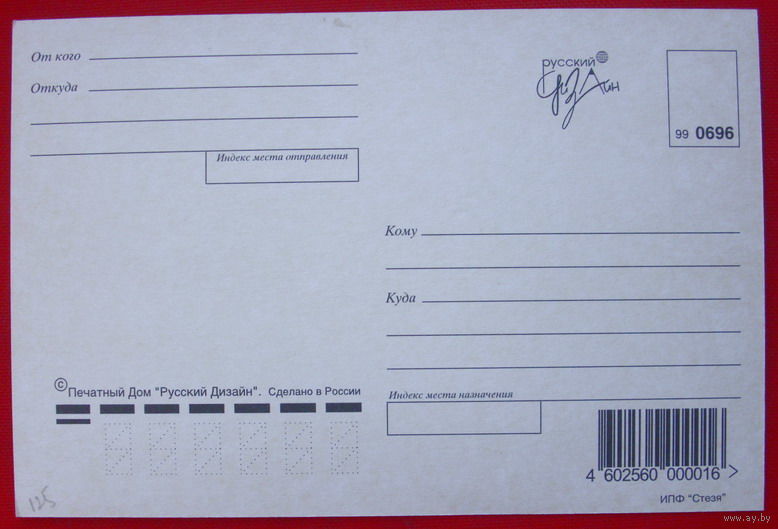 От кого
Откуда
Индекс места отправления
русский
Дизайн
99 0696
Кому
Куда
© Печатный Дом "Русский Дизайн". Сделано в России
Индекс места назначения
4 602560 000016 >
ИПФ "Стезя"
125
www.ay.by